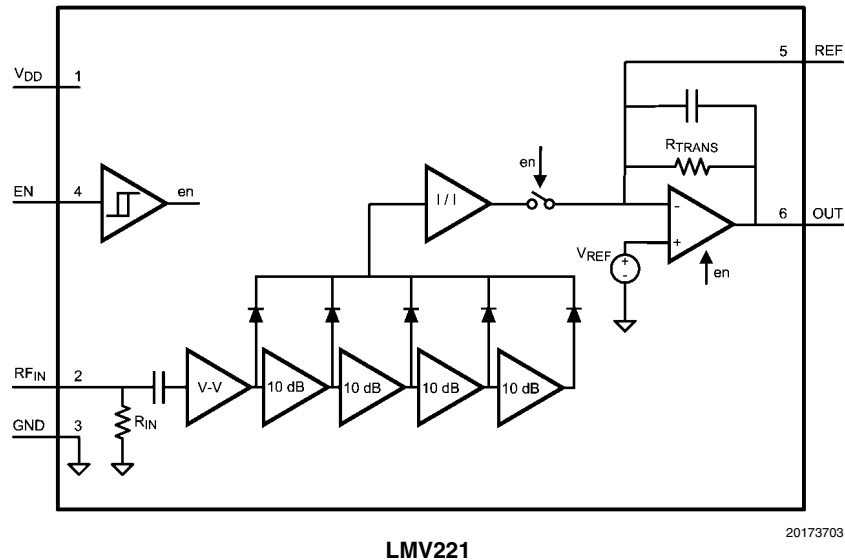 5 REF
VDD 1
RTRANS
en
EN 4 en
I / I
-
6 OUT
VREF + - +
en
RFIN 2
V-V 10 dB 10 dB 10 dB 10 dB
GND 3 RIN
20173703
LMV221